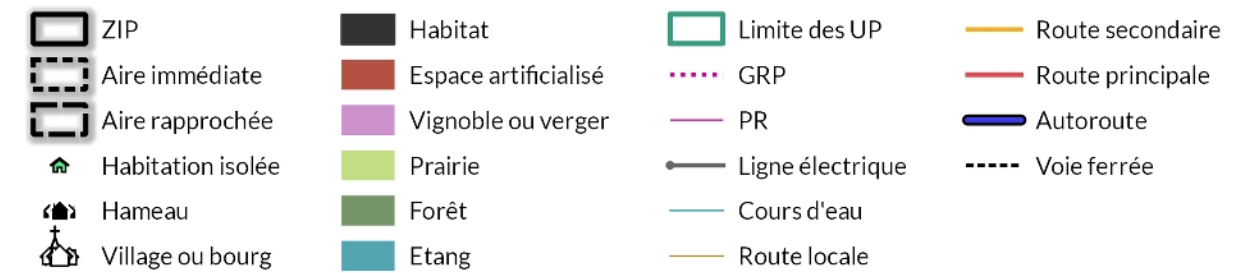 ZIP
Aire immédiate
Aire rapprochée
Habitation isolée
Hameau
Village ou bourg
Habitat
Espace artificialisé
Vignoble ou verger
Prairie
Forêt
Etang
Limite des UP
GRP
PR
Ligne électrique
Cours d'eau
Route locale
Route secondaire
Route principale
Autoroute
Voie ferrée